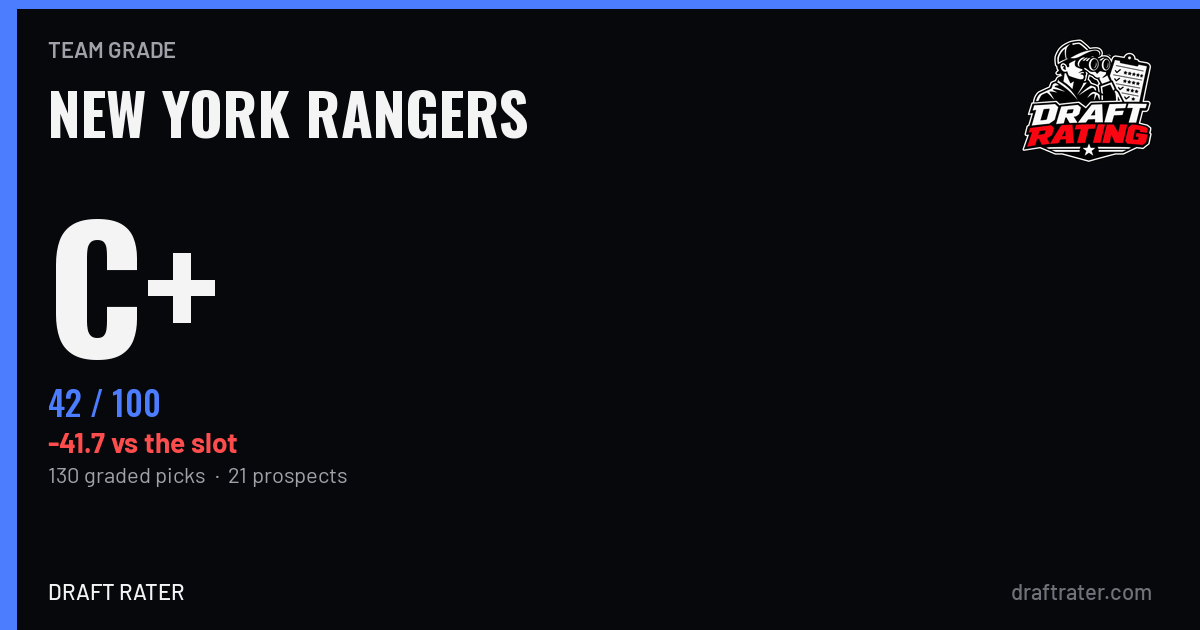 TEAM GRADE
NEW YORK RANGERS
DRAFT
RATING
C+
42 / 100
-41.7 vs the slot
130 graded picks · 21 prospects
DRAFT RATER
draftrater.com